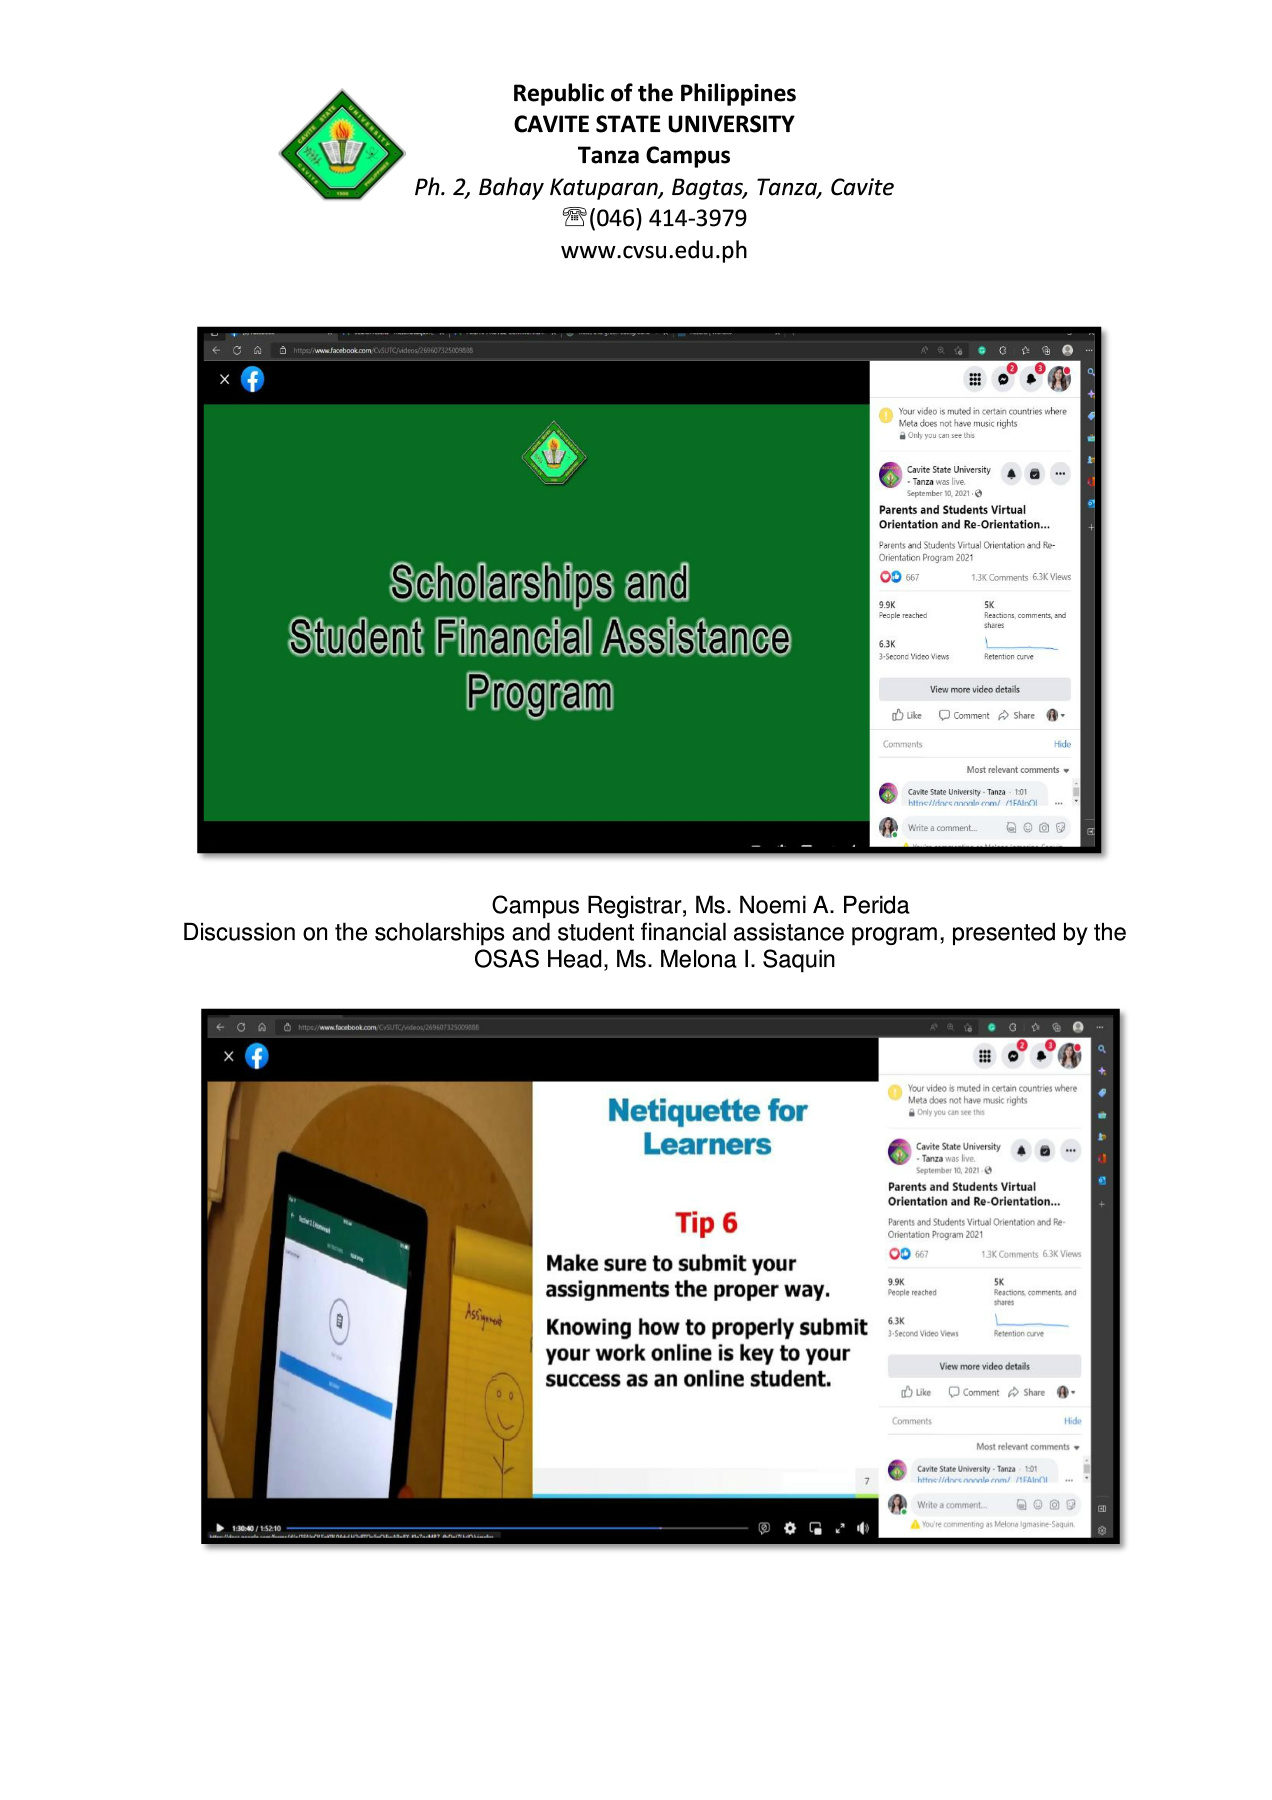 Republic of the Philippines
CAVITE STATE UNIVERSITY
Tanza Campus
Ph. 2, Bahay Katuparan, Bagtas, Tanza, Cavite
☏(046) 414-3979
www.cvsu.edu.ph
https://www.facebook.com/CvSUTC/videos/269607325009888
2
3
Your video is muted in certain countries where
Meta does not have music rights
Only you can see this
Cavite State University
- Tanza was live.
September 10, 2021 ·
Parents and Students Virtual
Orientation and Re-Orientation...
Parents and Students Virtual Orientation and Re-
Orientation Program 2021
667 1.3K Comments 6.3K Views
9.9K
People reached
5K
Reactions, comments, and
shares
6.3K
3-Second Video Views
Retention curve
View more video details
Like Comment Share
Comments Hide
Most relevant comments
Cavite State University - Tanza · 1:01
https://docs.google.com/
Write a comment...
You're commenting as Melona Igmasine-Saquin.
Scholarships and
Student Financial Assistance
Program
Campus Registrar, Ms. Noemi A. Perida
Discussion on the scholarships and student financial assistance program, presented by the
OSAS Head, Ms. Melona I. Saquin
https://www.facebook.com/CvSUTC/videos/269607325009888
Assignment
Netiquette for
Learners
Tip 6
Make sure to submit your
assignments the proper way.
Knowing how to properly submit
your work online is key to your
success as an online student.
7
1:30:40 / 1:52:10
2
3
Your video is muted in certain countries where
Meta does not have music rights
Only you can see this
Cavite State University
- Tanza was live.
September 10, 2021 ·
Parents and Students Virtual
Orientation and Re-Orientation...
Parents and Students Virtual Orientation and Re-
Orientation Program 2021
667 1.3K Comments 6.3K Views
9.9K
People reached
5K
Reactions, comments, and
shares
6.3K
3-Second Video Views
Retention curve
View more video details
Like Comment Share
Comments Hide
Most relevant comments
Cavite State University - Tanza · 1:01
https://docs.google.com/
Write a comment...
You're commenting as Melona Igmasine-Saquin.